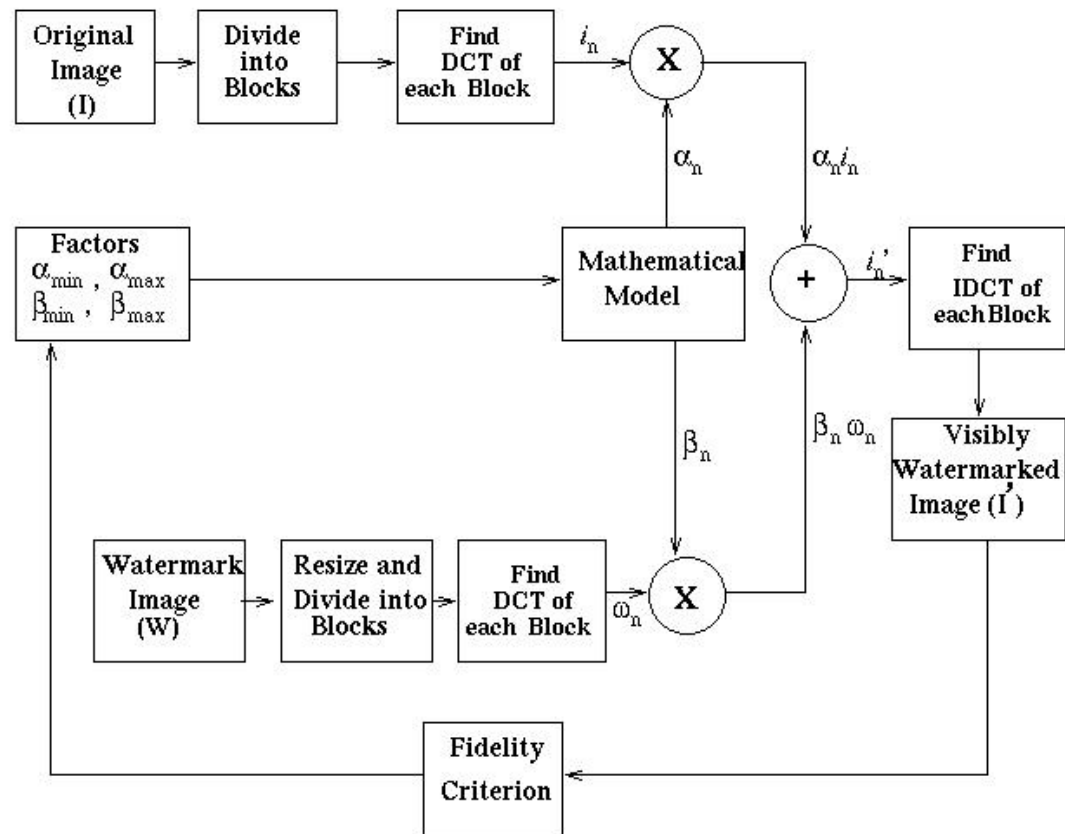 Original
Image
(I)
Divide
into
Blocks
Find
DCT of
each Block
iₙ
X
αₙ
αₙiₙ
Factors
αmin , αmax
βmin , βmax
Mathematical
Model
+
iₙ’
Find
IDCT of
each Block
βₙ
βₙ ωₙ
Visibly
Watermarked
Image (I’)
Watermark
Image
(W)
Resize and
Divide into
Blocks
Find
DCT of
each Block
ωₙ
X
Fidelity
Criterion